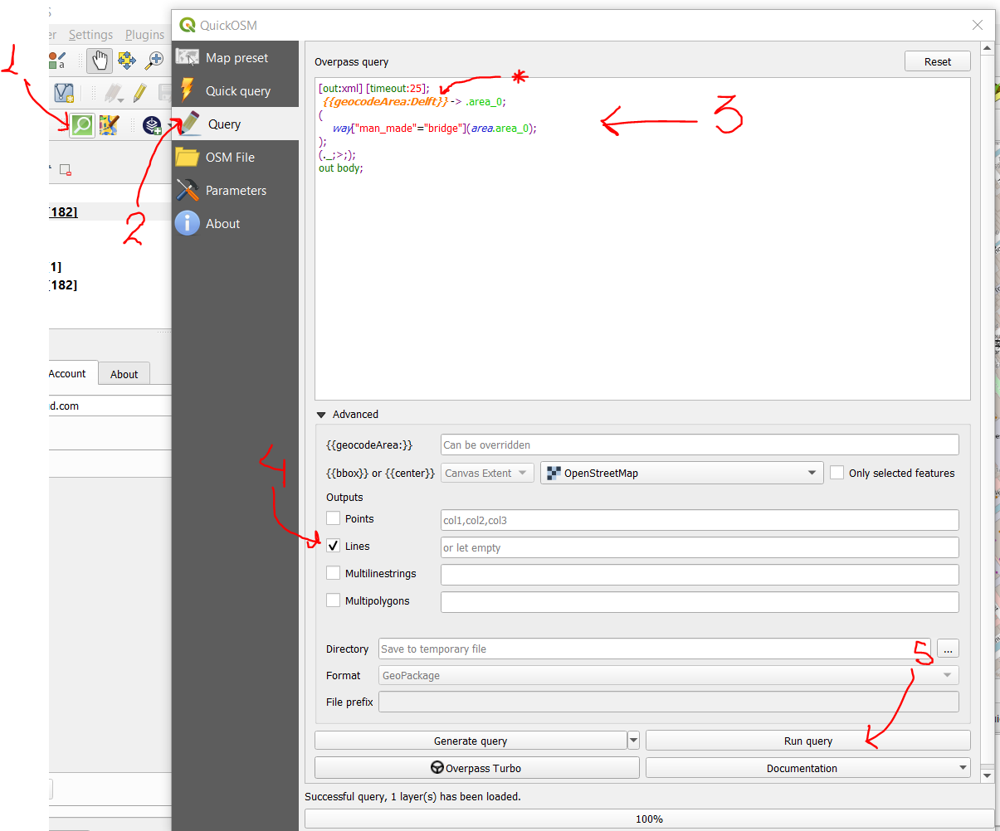 QuickOSM
er Settings Plugins
1
Map preset
Quick query
Query
OSM File
Parameters
About
2
[182]
1]
[182]
Account
About
d.com
Overpass query
Reset
[out:xml] [timeout:25];
{{geocodeArea:Delft}} -> .area_0;
(
way["man_made"="bridge"](area.area_0);
);
(._;>;);
out body;
*
3
Advanced
{{geocodeArea:}} Can be overridden
{{bbox}} or {{center}} Canvas Extent OpenStreetMap Only selected features
Outputs
4
Points col1,col2,col3
Lines or let empty
Multilinestrings
Multipolygons
Directory Save to temporary file ...
5
Format GeoPackage
File prefix
Generate query Run query
Overpass Turbo Documentation
Successful query, 1 layer(s) has been loaded.
100%